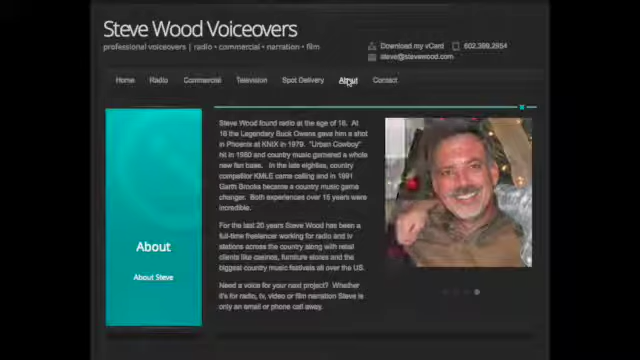 Steve Wood Voiceovers
professional voiceovers | radio • commercial • narration • film
Download my vCard 602.399.2954
steve@stevewood.com
Home Radio Commercial Television Spot Delivery About Contact
Steve Wood found radio at the age of 16. At
18 the Legendary Buck Owens gave him a shot
in Phoenix at KNIX in 1979. "Urban Cowboy"
hit in 1980 and country music garnered a whole
new fan base. In the late eighties, country
competitor KMLE came calling and in 1991
Garth Brooks became a country music game
changer. Both experiences over 15 years were
incredible.
For the last 20 years Steve Wood has been a
full-time freelancer working for radio and tv
stations across the country along with retail
clients like casinos, furniture stores and the
biggest country music festivals all over the US.
Need a voice for your next project? Whether
it's for radio, tv, video or film narration Steve is
only an email or phone call away.
About
About Steve